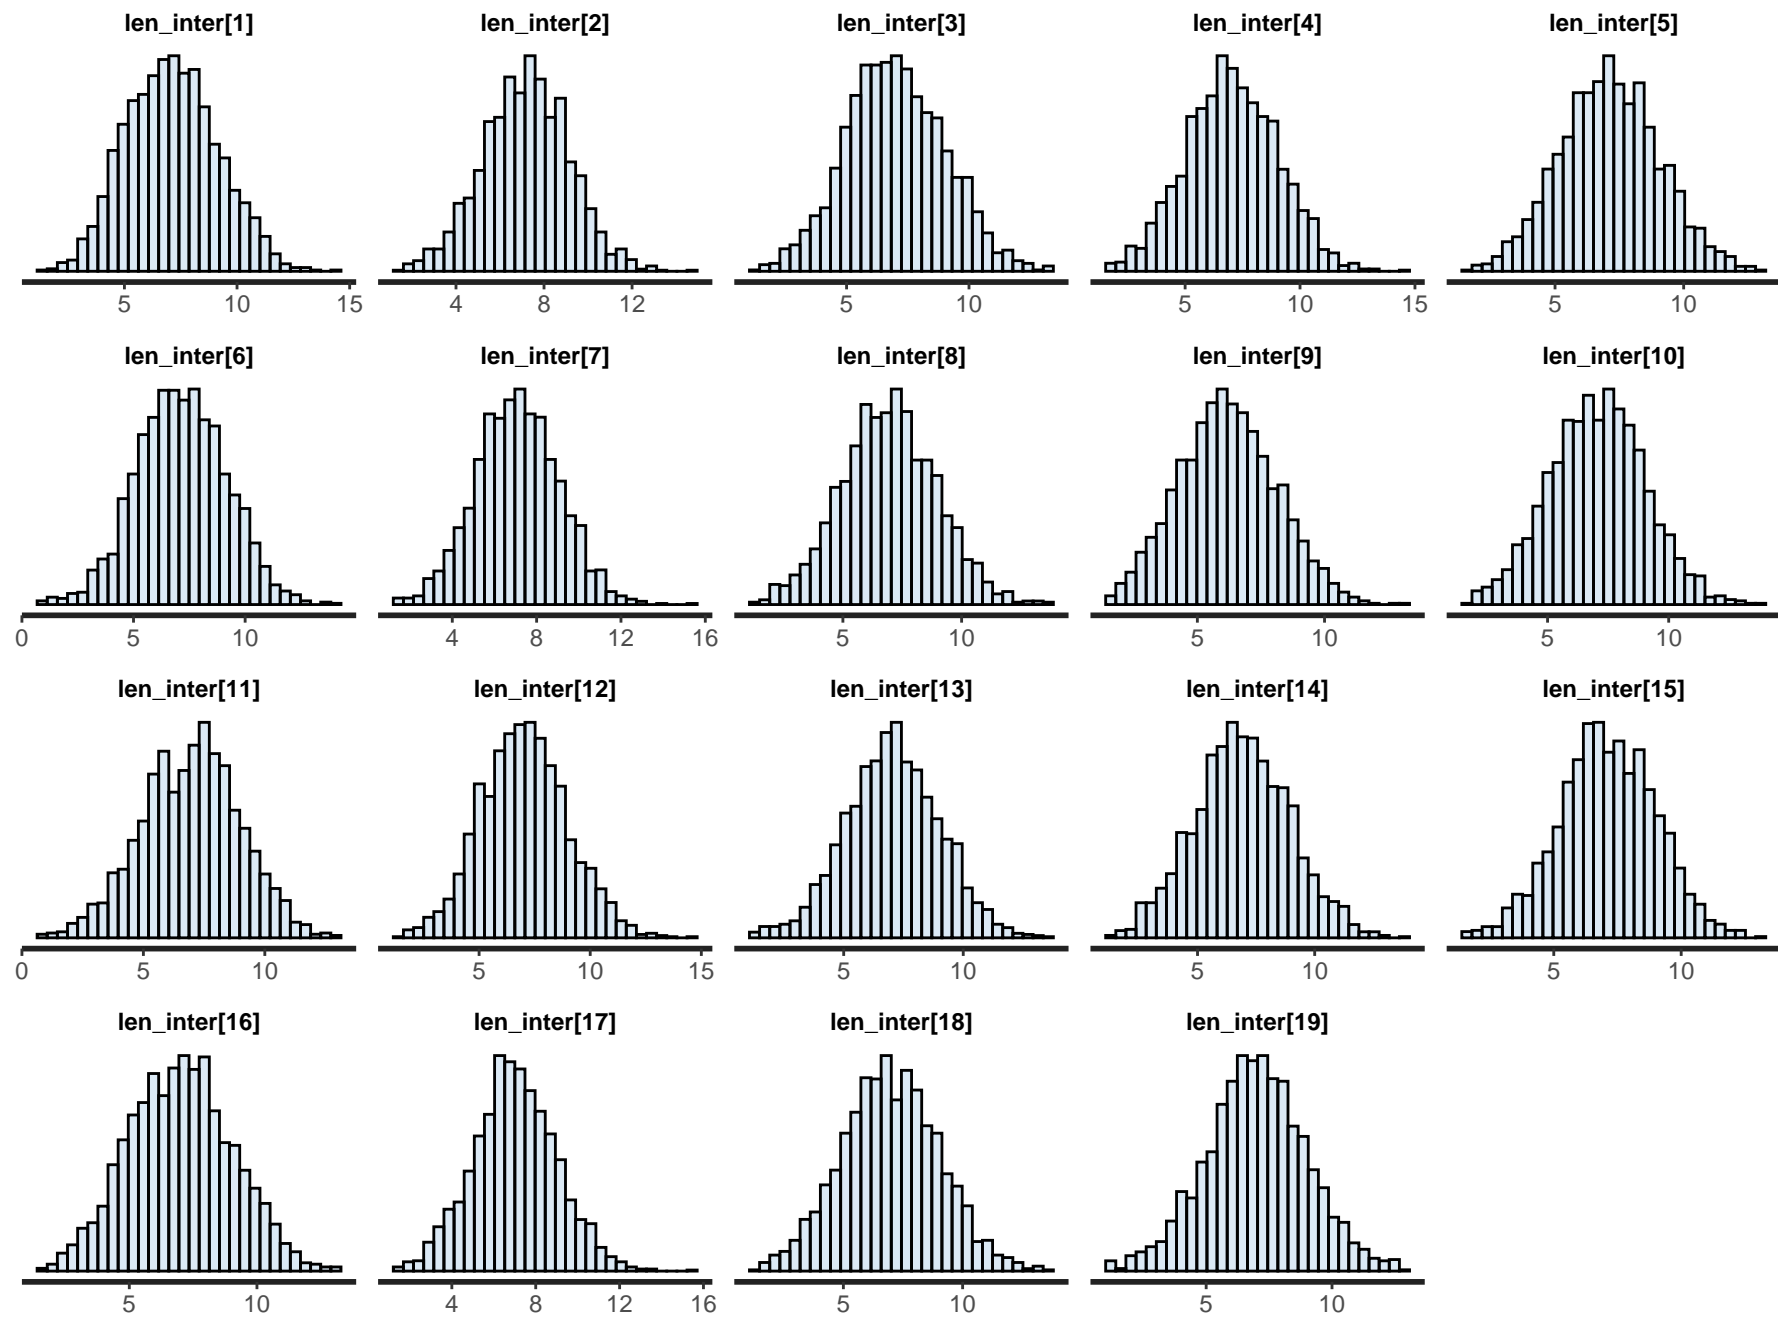 len_inter[1] len_inter[2] len_inter[3] len_inter[4] len_inter[5]
5 10 15 4 8 12 5 10 5 10 15 5 10
len_inter[6] len_inter[7] len_inter[8] len_inter[9] len_inter[10]
0 5 10 4 8 12 16 5 10 5 10 5 10
len_inter[11] len_inter[12] len_inter[13] len_inter[14] len_inter[15]
0 5 10 5 10 15 5 10 5 10 5 10
len_inter[16] len_inter[17] len_inter[18] len_inter[19]
5 10 4 8 12 16 5 10 5 10